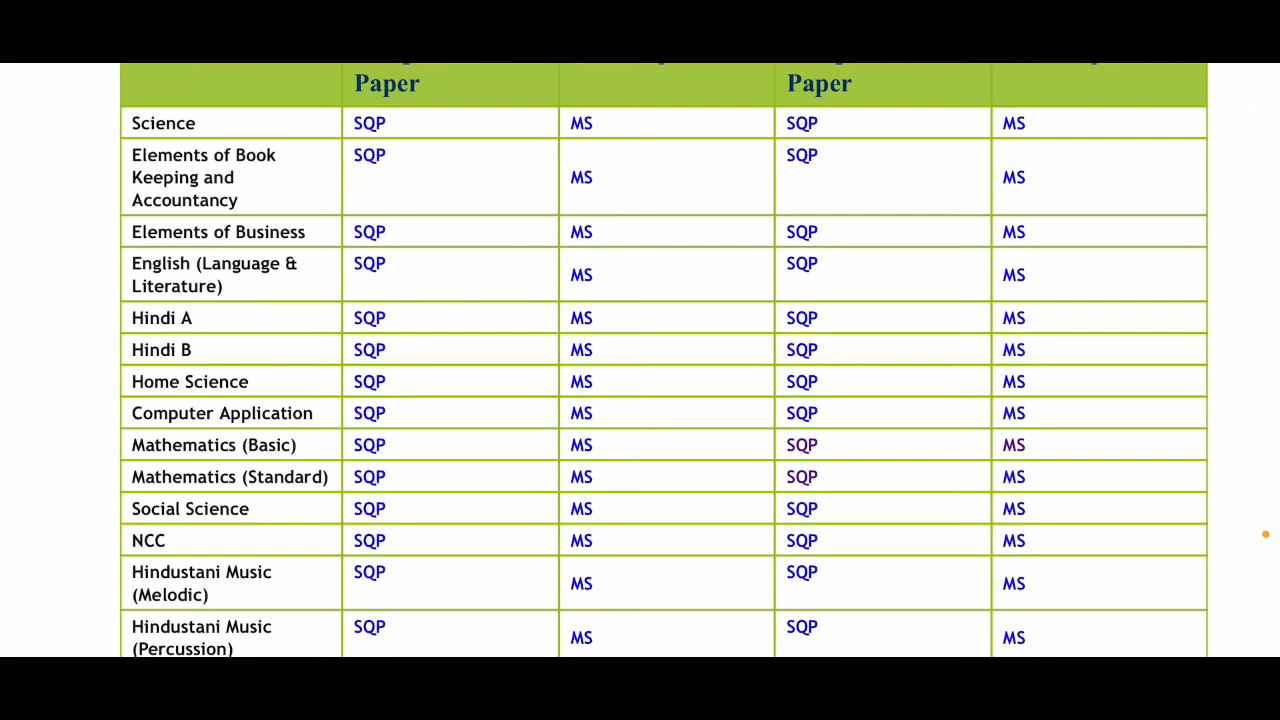 Paper Paper
Science SQP MS SQP MS
Elements of Book SQP SQP
Keeping and MS MS
Accountancy
Elements of Business SQP MS SQP MS
English (Language & SQP SQP
Literature) MS MS
Hindi A SQP MS SQP MS
Hindi B SQP MS SQP MS
Home Science SQP MS SQP MS
Computer Application SQP MS SQP MS
Mathematics (Basic) SQP MS SQP MS
Mathematics (Standard) SQP MS SQP MS
Social Science SQP MS SQP MS
NCC SQP MS SQP MS
Hindustani Music SQP SQP
(Melodic) MS MS
Hindustani Music SQP SQP
(Percussion) MS MS